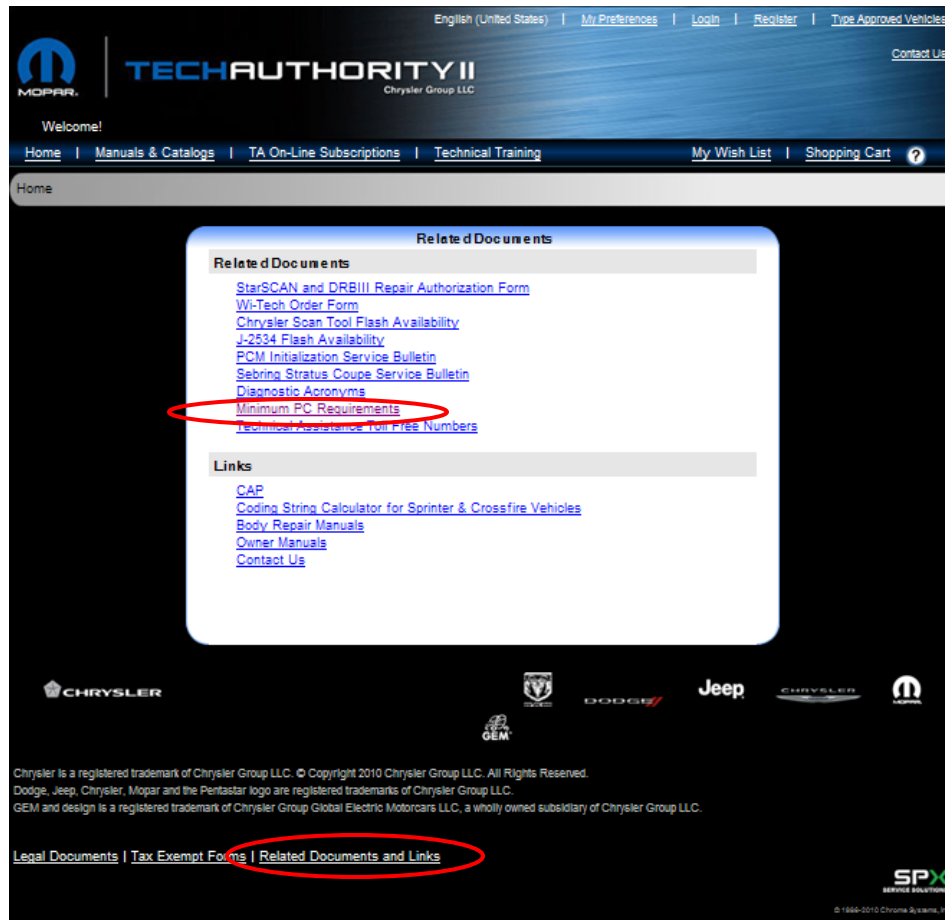 English (United States) | My Preferences | Login | Register | Type Approved Vehicles
Contact Us
MOPAR.
TECHAUTHORITY II
Chrysler Group LLC
Welcome!
Home | Manuals & Catalogs | TA On-Line Subscriptions | Technical Training My Wish List | Shopping Cart ?
Home
Related Documents
Related Documents
StarSCAN and DRBIII Repair Authorization Form
Wi-Tech Order Form
Chrysler Scan Tool Flash Availability
J-2534 Flash Availability
PCM Initialization Service Bulletin
Sebring Stratus Coupe Service Bulletin
Diagnostic Acronyms
Minimum PC Requirements
Technical Assistance Toll Free Numbers
Links
CAP
Coding String Calculator for Sprinter & Crossfire Vehicles
Body Repair Manuals
Owner Manuals
Contact Us
CHRYSLER DODGE Jeep CHRYSLER MOPAR
GEM
Chrysler is a registered trademark of Chrysler Group LLC. © Copyright 2010 Chrysler Group LLC. All Rights Reserved.
Dodge, Jeep, Chrysler, Mopar and the Pentastar logo are registered trademarks of Chrysler Group LLC.
GEM and design is a registered trademark of Chrysler Group Global Electric Motorcars LLC, a wholly owned subsidiary of Chrysler Group LLC.
Legal Documents | Tax Exempt Forms | Related Documents and Links
SPX
SERVICE SOLUTION
© 1986-2010 Chrome Systems,